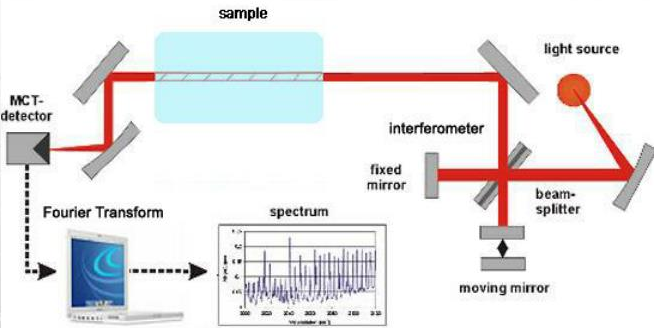 sample
light source
MCT-
detector
interferometer
fixed
mirror
beam-
splitter
Fourier Transform
spectrum
moving mirror